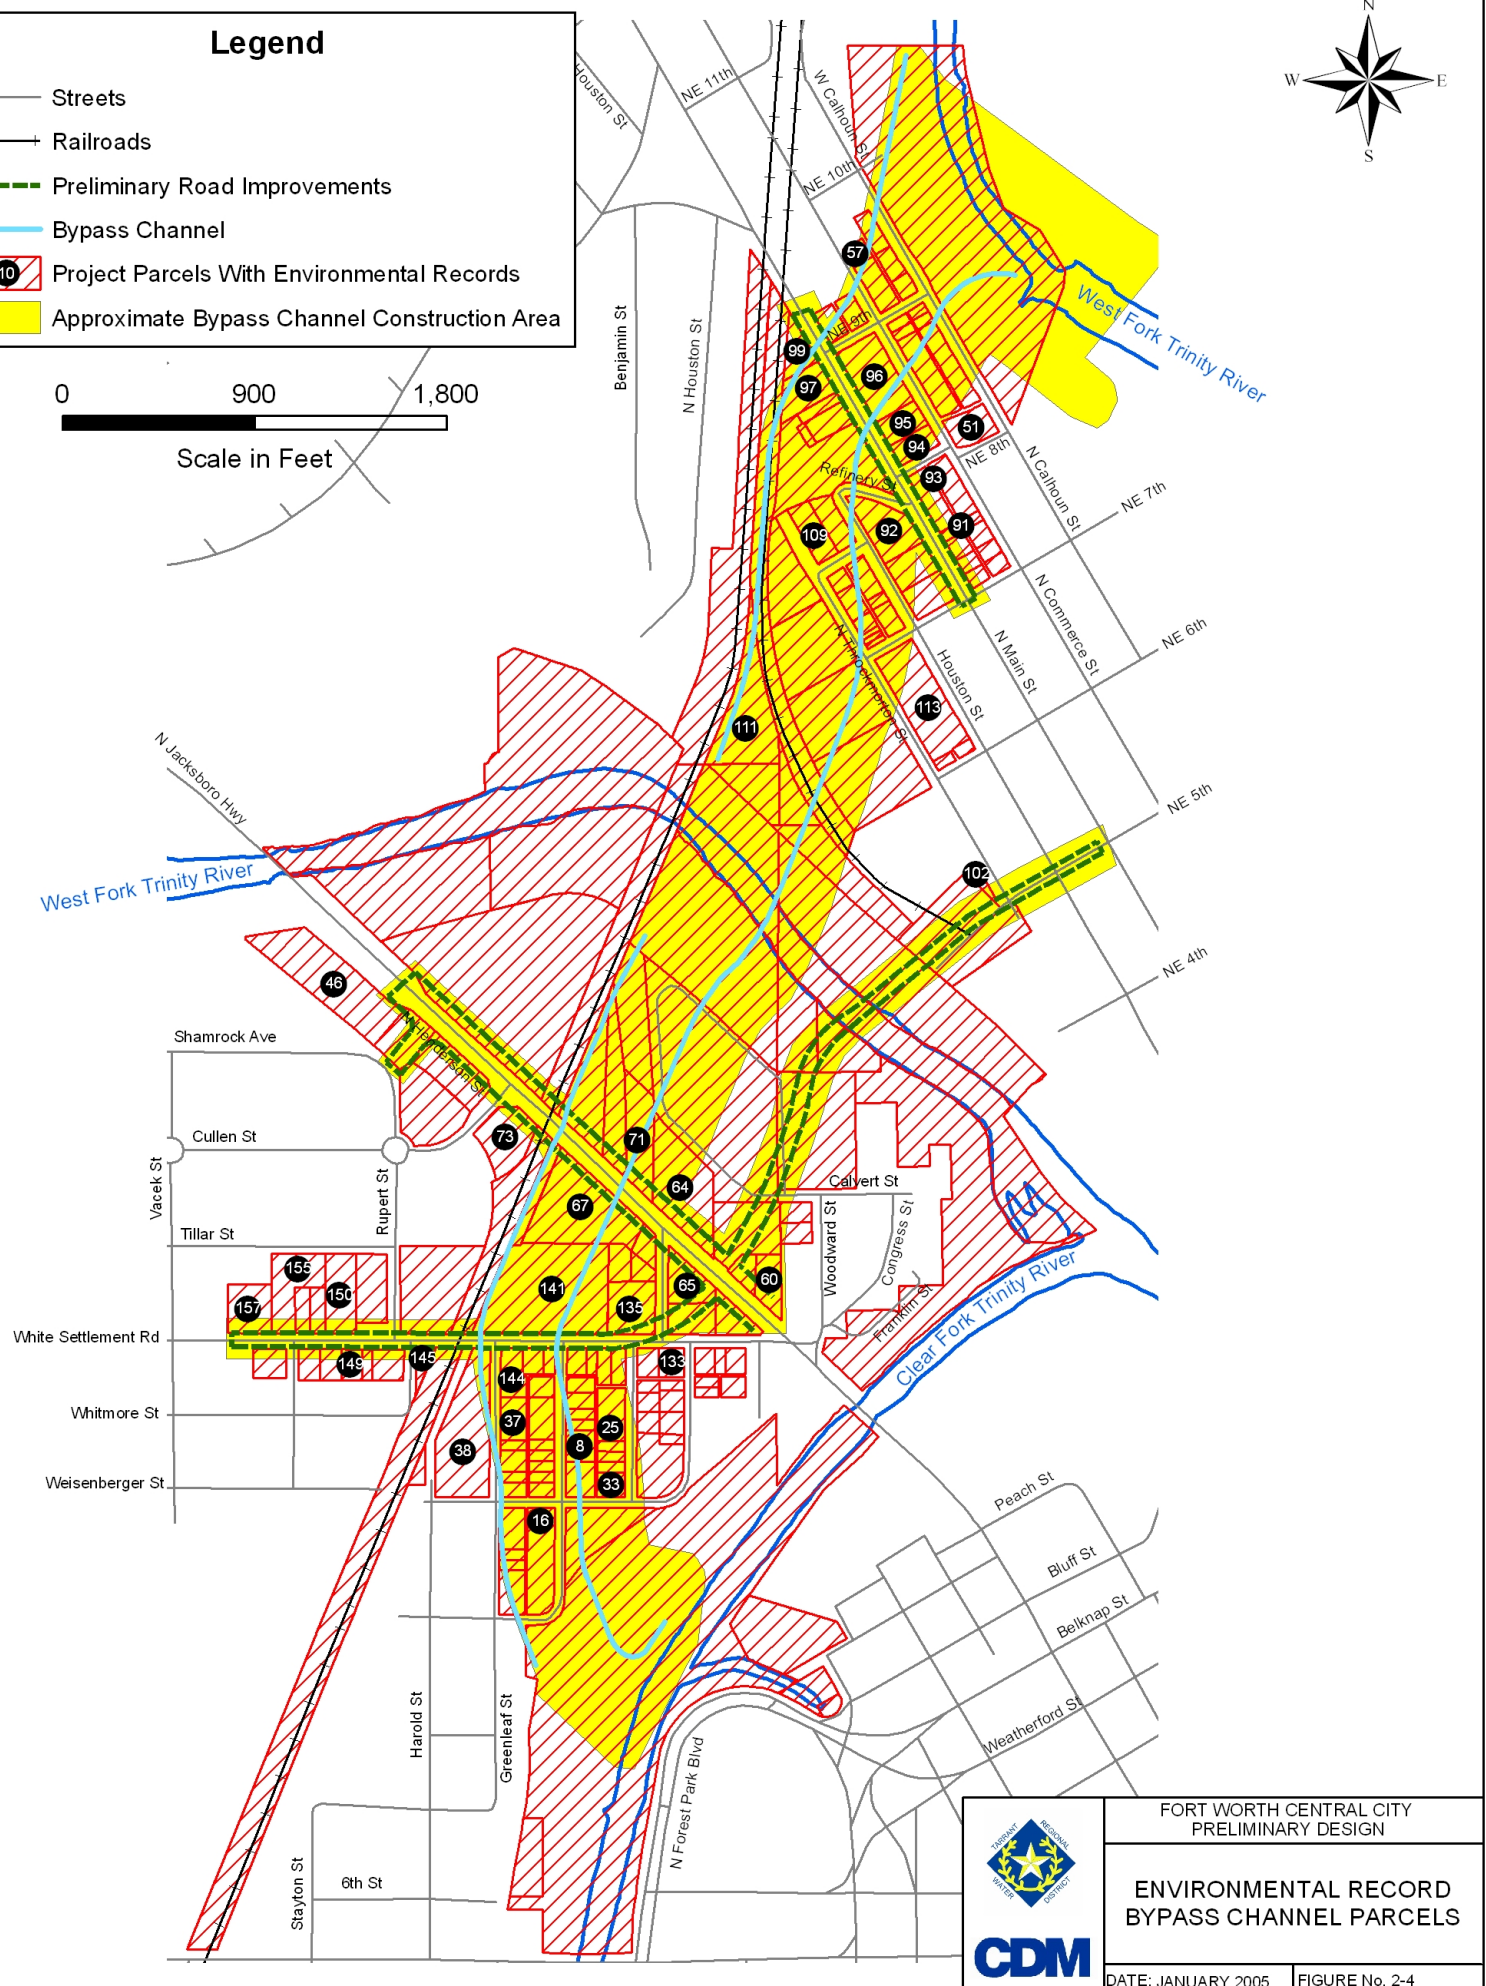 Legend
Streets
Railroads
Preliminary Road Improvements
Bypass Channel
10
Project Parcels With Environmental Records
Approximate Bypass Channel Construction Area
0 900 1,800
Scale in Feet
N
W
E
S
Houston St
NE 11th
W Calhoun St
NE 10th
57
West Fork Trinity River
Benjamin St
N Houston St
NE 9th
99
97
96
95
94
51
NE 8th
93
N Calhoun St
Refinery St
NE 7th
91
92
109
N Commerce St
N Throckmorton St
Houston St
N Main St
NE 6th
113
111
N Jacksboro Hwy
NE 5th
West Fork Trinity River
102
NE 4th
46
Shamrock Ave
N Henderson St
Cullen St
73
71
Vacek St
Rupert St
64
Calvert St
67
Woodward St
Congress St
Tillar St
155
150
157
141
135
65
60
Franklin St
Clear Fork Trinity River
White Settlement Rd
149
145
133
144
Whitmore St
37
25
38
8
Weisenberger St
33
16
Peach St
Bluff St
Belknap St
Harold St
Greenleaf St
Weatherford St
N Forest Park Blvd
Stayton St
6th St
TARRANT
REGIONAL
WATER
DISTRICT
CDM
FORT WORTH CENTRAL CITY
PRELIMINARY DESIGN
ENVIRONMENTAL RECORD
BYPASS CHANNEL PARCELS
DATE: JANUARY 2005
FIGURE No. 2-4